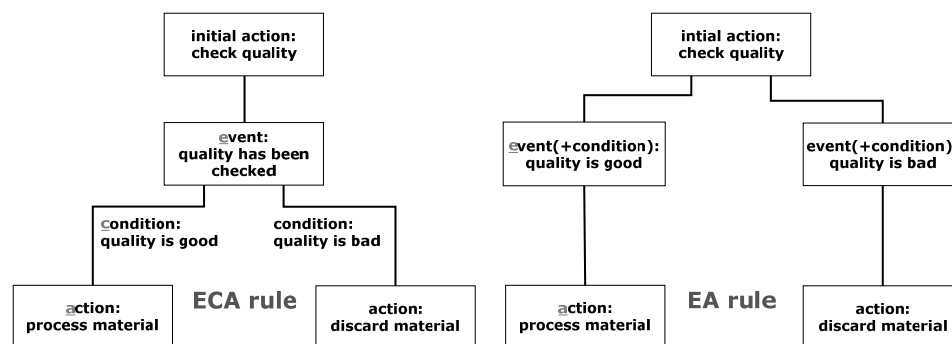 initial action:
check quality
event:
quality has been
checked
condition:
quality is good
condition:
quality is bad
action:
process material
ECA rule
action:
discard material
intial action:
check quality
event(+condition):
quality is good
event(+condition)
quality is bad
action:
process material
EA rule
action:
discard material